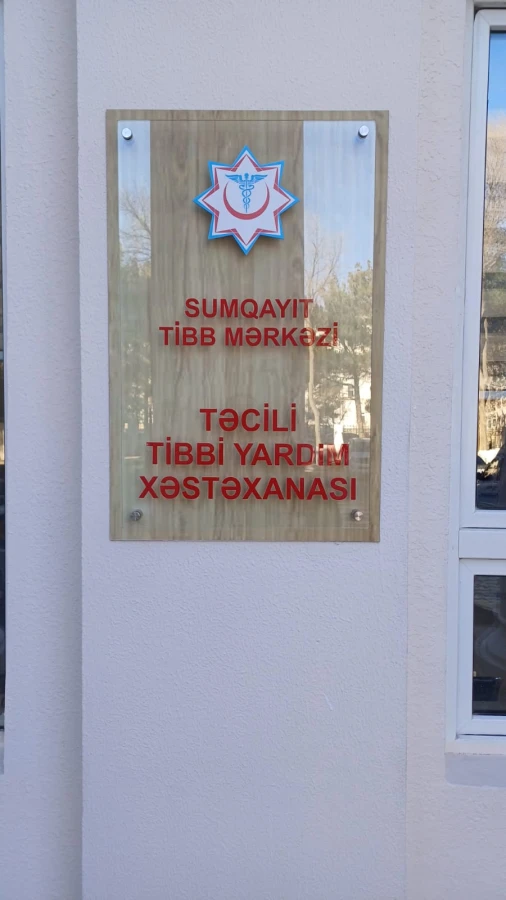 SUMQAYIT
TİBB MƏRKƏZİ
TƏCİLİ
TİBBİ YARDIM
XƏSTƏXANASI